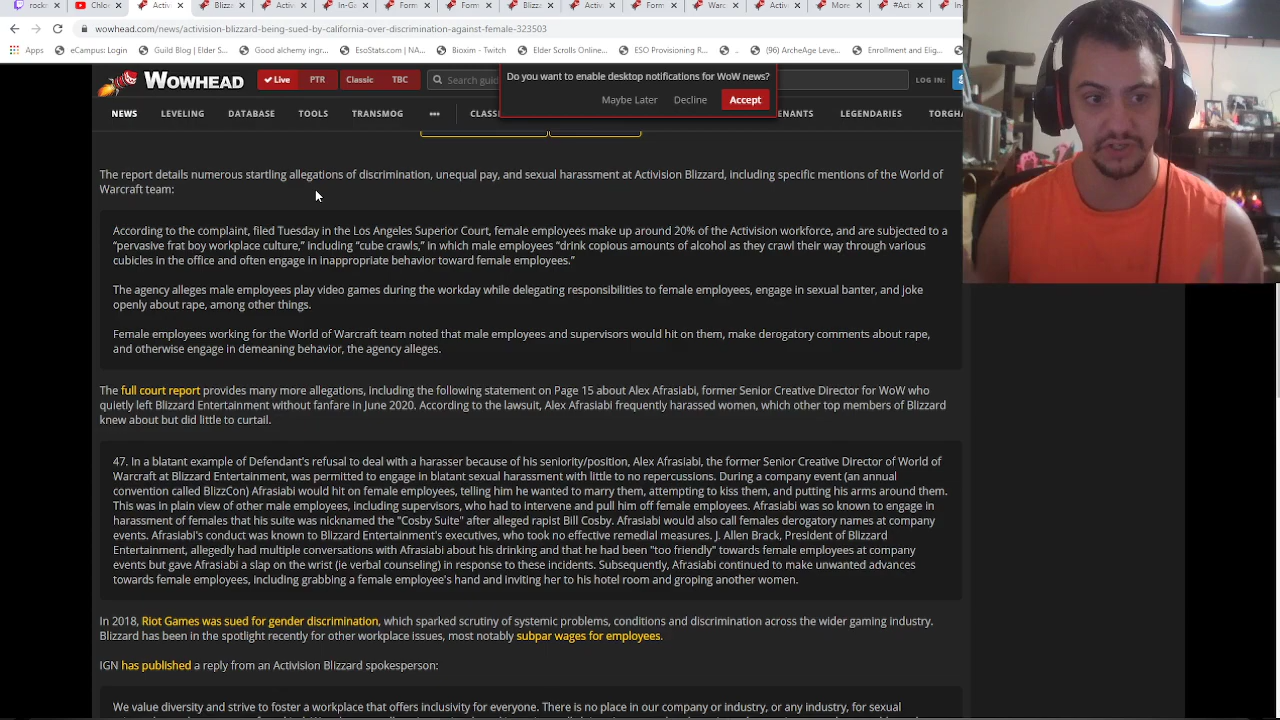 rocke
Chloe
Activ
Blizz
Activ
Activ
In-G
Form
Form
Blizz
Activ
Form
Ware
Activ
More
Activ
In
wowhead.com/news/activision-blizzard-being-sued-by-california-over-discrimination-against-female-323503
Apps eCampus: Login Guild Blog | Elder S... Good alchemy ingr... EsoStats.com | NA... Bioxim - Twitch Elder Scrolls Online... ESO Provisioning R... .. (96) ArcheAge Leve... Enrollment and Elig...
WOWHEAD Live PTR Classic TBC Search LOG IN:
Do you want to enable desktop notifications for WoW news?
Maybe Later Decline Accept
NEWS LEVELING DATABASE TOOLS TRANSMOG ••• LEGENDARIES
The report details numerous startling allegations of discrimination, unequal pay, and sexual harassment at Activision Blizzard, including specific mentions of the World of
Warcraft team:
According to the complaint, filed Tuesday in the Los Angeles Superior Court, female employees make up around 20% of the Activision workforce, and are subjected to a
“pervasive frat boy workplace culture,” including “cube crawls,” in which male employees “drink copious amounts of alcohol as they crawl their way through various
cubicles in the office and often engage in inappropriate behavior toward female employees.”
The agency alleges male employees play video games during the workday while delegating responsibilities to female employees, engage in sexual banter, and joke
openly about rape, among other things.
Female employees working for the World of Warcraft team noted that male employees and supervisors would hit on them, make derogatory comments about rape,
and otherwise engage in demeaning behavior, the agency alleges.
The full court report provides many more allegations, including the following statement on Page 15 about Alex Afrasiabi, former Senior Creative Director for WoW who
quietly left Blizzard Entertainment without fanfare in June 2020. According to the lawsuit, Alex Afrasiabi frequently harassed women, which other top members of Blizzard
knew about but did little to curtail.
47. In a blatant example of Defendant's refusal to deal with a harasser because of his seniority/position, Alex Afrasiabi, the former Senior Creative Director of World of
Warcraft at Blizzard Entertainment, was permitted to engage in blatant sexual harassment with little to no repercussions. During a company event (an annual
convention called BlizzCon) Afrasiabi would hit on female employees, telling him he wanted to marry them, attempting to kiss them, and putting his arms around them.
This was in plain view of other male employees, including supervisors, who had to intervene and pull him off female employees. Afrasiabi was so known to engage in
harassment of females that his suite was nicknamed the "Cosby Suite" after alleged rapist Bill Cosby. Afrasiabi would also call females derogatory names at company
events. Afrasiabi's conduct was known to Blizzard Entertainment's executives, who took no effective remedial measures. J. Allen Brack, President of Blizzard
Entertainment, allegedly had multiple conversations with Afrasiabi about his drinking and that he had been "too friendly" towards female employees at company
events but gave Afrasiabi a slap on the wrist (ie verbal counseling) in response to these incidents. Subsequently, Afrasiabi continued to make unwanted advances
towards female employees, including grabbing a female employee's hand and inviting her to his hotel room and groping another women.
In 2018, Riot Games was sued for gender discrimination, which sparked scrutiny of systemic problems, conditions and discrimination across the wider gaming industry.
Blizzard has been in the spotlight recently for other workplace issues, most notably subpar wages for employees.
IGN has published a reply from an Activision Blizzard spokesperson:
We value diversity and strive to foster a workplace that offers inclusivity for everyone. There is no place in our company or industry, or any industry, for sexual